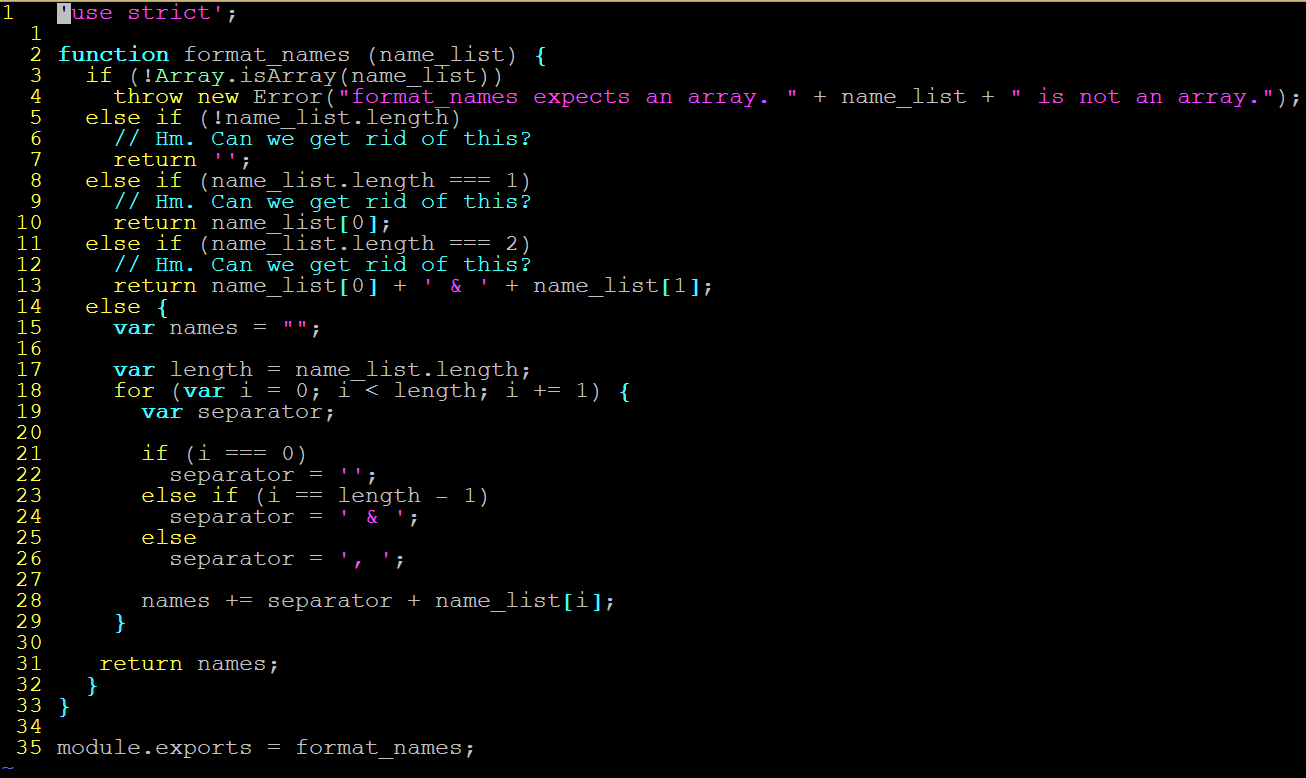 1   'use strict';
  1
  2 function format_names (name_list) {
  3   if (!Array.isArray(name_list))
  4     throw new Error("format_names expects an array. " + name_list + " is not an array.");
  5   else if (!name_list.length)
  6     // Hm. Can we get rid of this?
  7     return '';
  8   else if (name_list.length === 1)
  9     // Hm. Can we get rid of this?
 10     return name_list[0];
 11   else if (name_list.length === 2)
 12     // Hm. Can we get rid of this?
 13     return name_list[0] + ' & ' + name_list[1];
 14   else {
 15     var names = "";
 16
 17     var length = name_list.length;
 18     for (var i = 0; i < length; i += 1) {
 19       var separator;
 20
 21       if (i === 0)
 22         separator = '';
 23       else if (i == length - 1)
 24         separator = ' & ';
 25       else
 26         separator = ', ';
 27
 28       names += separator + name_list[i];
 29     }
 30
 31    return names;
 32   }
 33 }
 34
 35 module.exports = format_names;
~